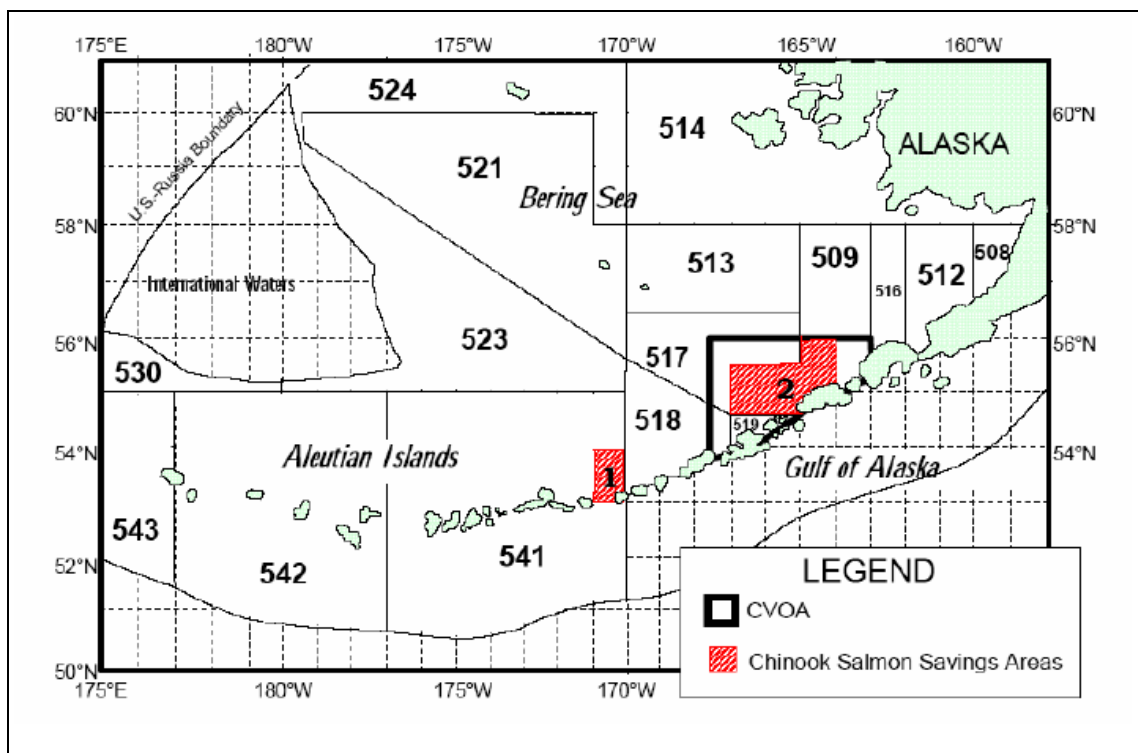 175°E 180°W 175°W 170°W 165°W 160°W
60°N 60°N
524
514
ALASKA
U.S.-Russia Boundary
521
Bering Sea
58°N 58°N
513 509 512 508
516
International Waters
523
517
56°N 56°N
530
2
518
519
54°N 54°N
Aleutian Islands
Gulf of Alaska
1
543
542
541
52°N
50°N
175°E 180°W 175°W 170°W
LEGEND
CVOA
Chinook Salmon Savings Areas